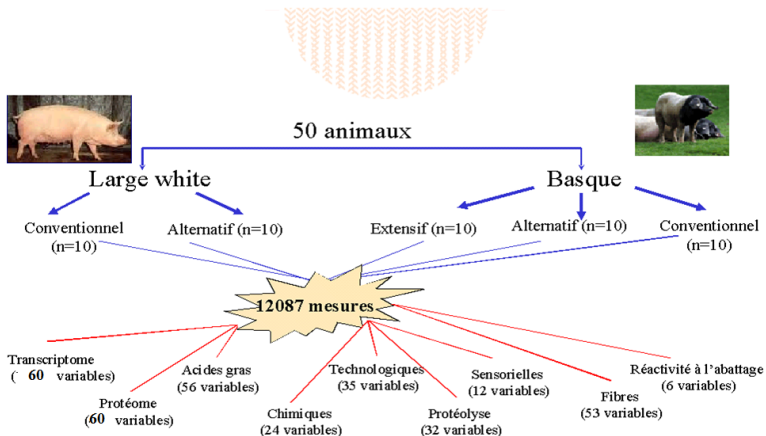 50 animaux
Large white
Basque
Conventionnel
(n=10)
Alternatif (n=10)
Extensif (n=10)
Alternatif (n=10)
Conventionnel
(n=10)
12087 mesures
Transcriptome
( 60 variables)
Protéome
(60 variables)
Acides gras
(56 variables)
Chimiques
(24 variables)
Technologiques
(35 variables)
Protéolyse
(32 variables)
Sensorielles
(12 variables)
Fibres
(53 variables)
Réactivité à l'abattage
(6 variables)